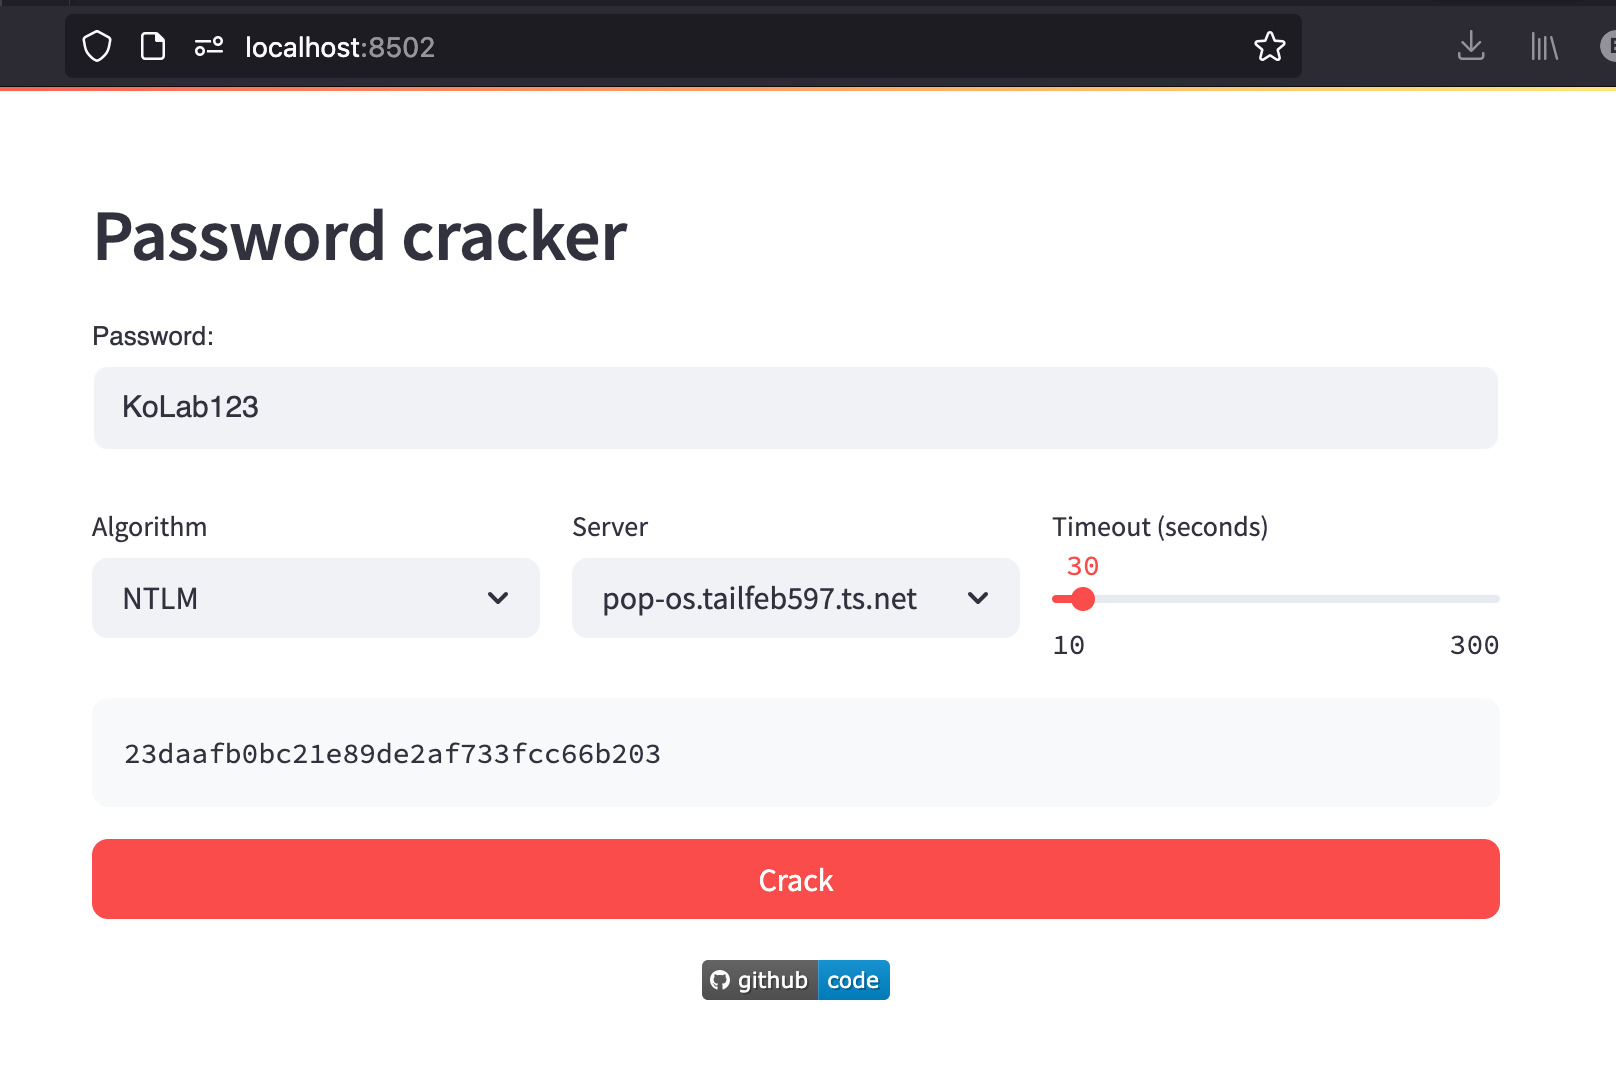 localhost:8502
Password cracker
Password:
KoLab123
Algorithm
Server
Timeout (seconds)
NTLM
pop-os.tailfeb597.ts.net
30
10
300
23daafb0bc21e89de2af733fcc66b203
Crack
github code